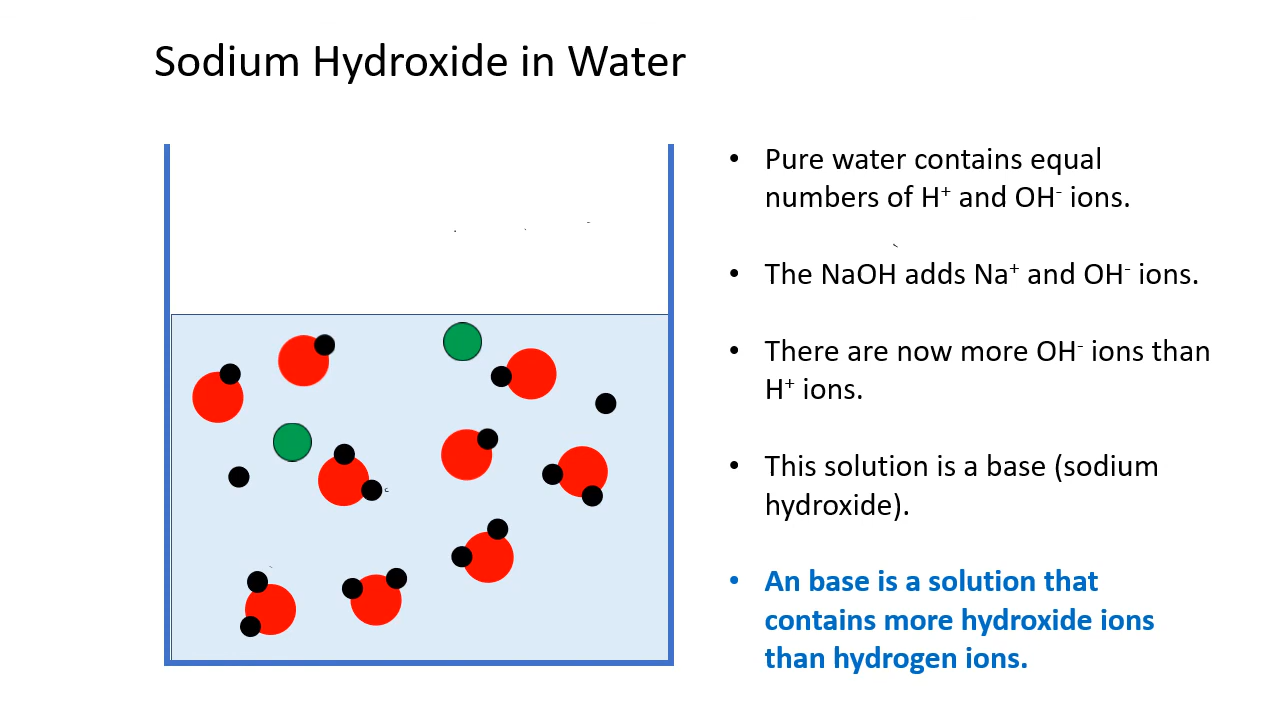 Sodium Hydroxide in Water
• Pure water contains equal
numbers of H⁺ and OH⁻ ions.
• The NaOH adds Na⁺ and OH⁻ ions.
• There are now more OH⁻ ions than
H⁺ ions.
• This solution is a base (sodium
hydroxide).
• An base is a solution that
contains more hydroxide ions
than hydrogen ions.